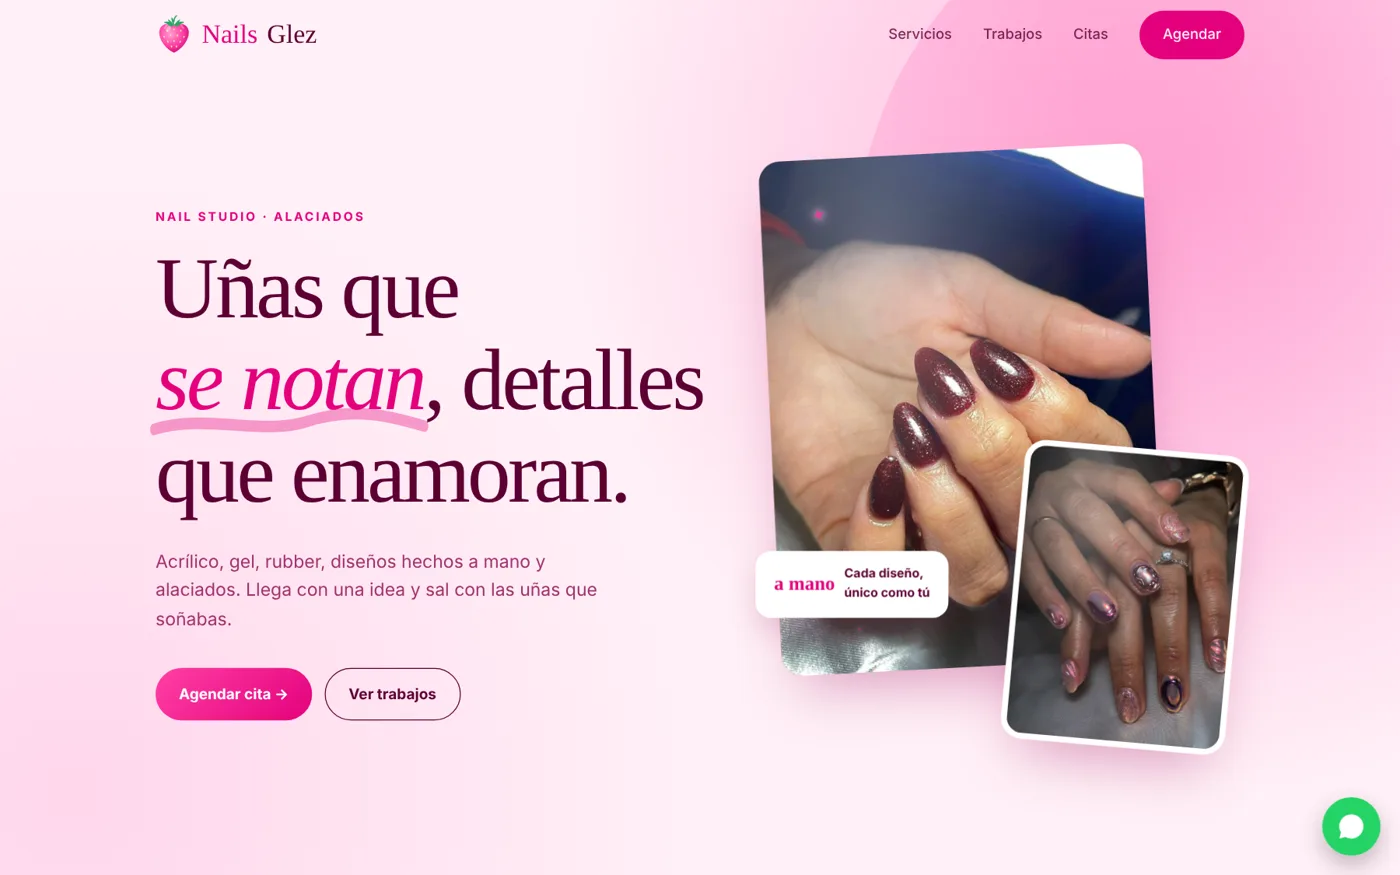 Nails Glez
Servicios
Trabajos
Citas
Agendar
NAIL STUDIO · ALACIADOS
Uñas que
se notan, detalles
que enamoran.
Acrílico, gel, rubber, diseños hechos a mano y
alaciados. Llega con una idea y sal con las uñas que
soñabas.
Agendar cita →
Ver trabajos
a mano
Cada diseño,
único como tú